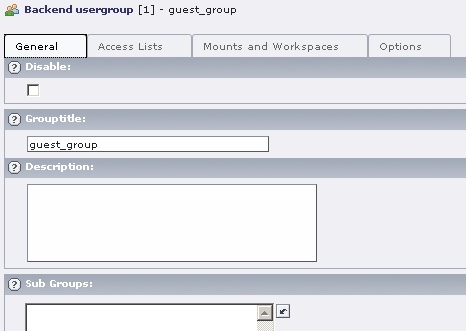 Backend usergroup [1] - guest_group
General Access Lists Mounts and Workspaces Options
? Disable:
? Grouptitle:
guest_group
? Description:
? Sub Groups: